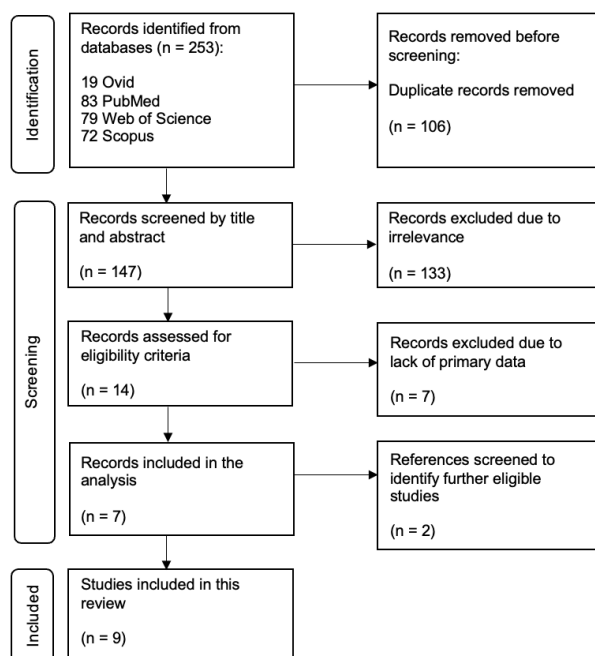 Identification
Records identified from
databases (n = 253):
19 Ovid
83 PubMed
79 Web of Science
72 Scopus
Records removed before
screening:
Duplicate records removed
(n = 106)
Screening
Records screened by title
and abstract
(n = 147)
Records excluded due to
irrelevance
(n = 133)
Records assessed for
eligibility criteria
(n = 14)
Records excluded due to
lack of primary data
(n = 7)
Records included in the
analysis
(n = 7)
References screened to
identify further eligible
studies
(n = 2)
Included
Studies included in this
review
(n = 9)